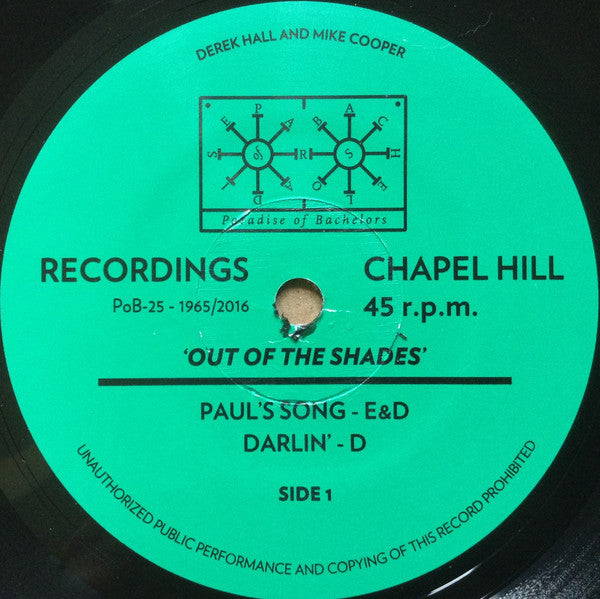 DEREK HALL AND MIKE COOPER
P A R A D I S E
of
B A C H E L O R
S
Paradise of Bachelors
RECORDINGS
CHAPEL HILL
PoB-25 - 1965/2016
45 r.p.m.
'OUT OF THE SHADES'
PAUL'S SONG - E&D
DARLIN' - D
SIDE 1
UNAUTHORIZED PUBLIC PERFORMANCE AND COPYING OF THIS RECORD PROHIBITED